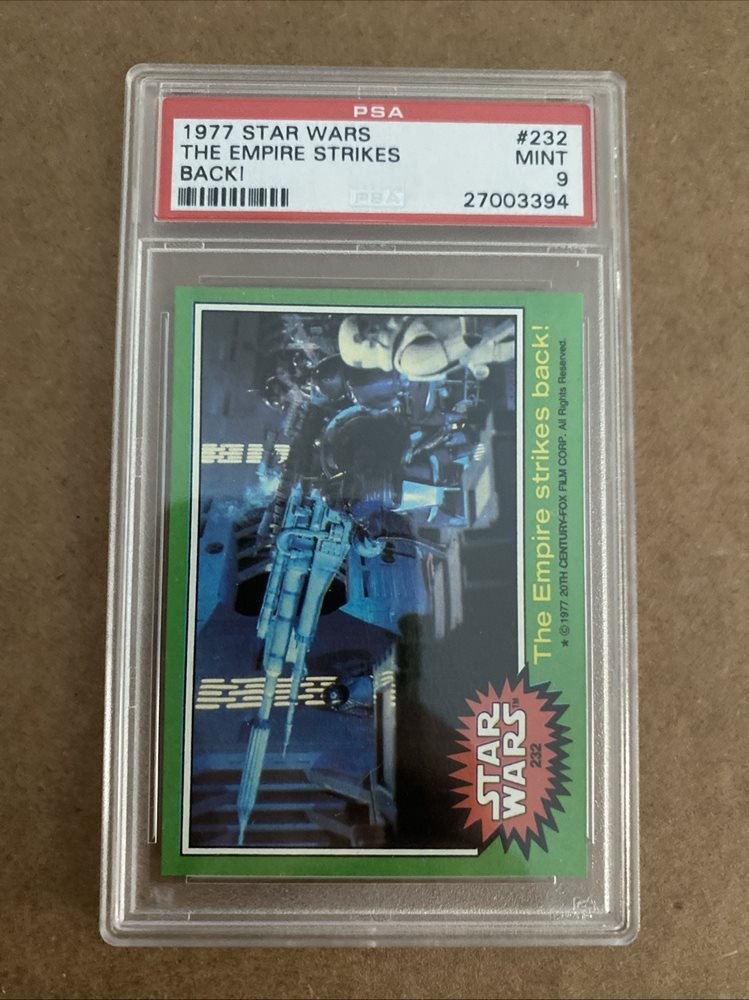 PSA
1977 STAR WARS #232
THE EMPIRE STRIKES MINT
BACK! 9
PSA 27003394
The Empire strikes back!
★ © 1977 20TH CENTURY-FOX FILM CORP. All Rights Reserved.
STAR
WARS™
232